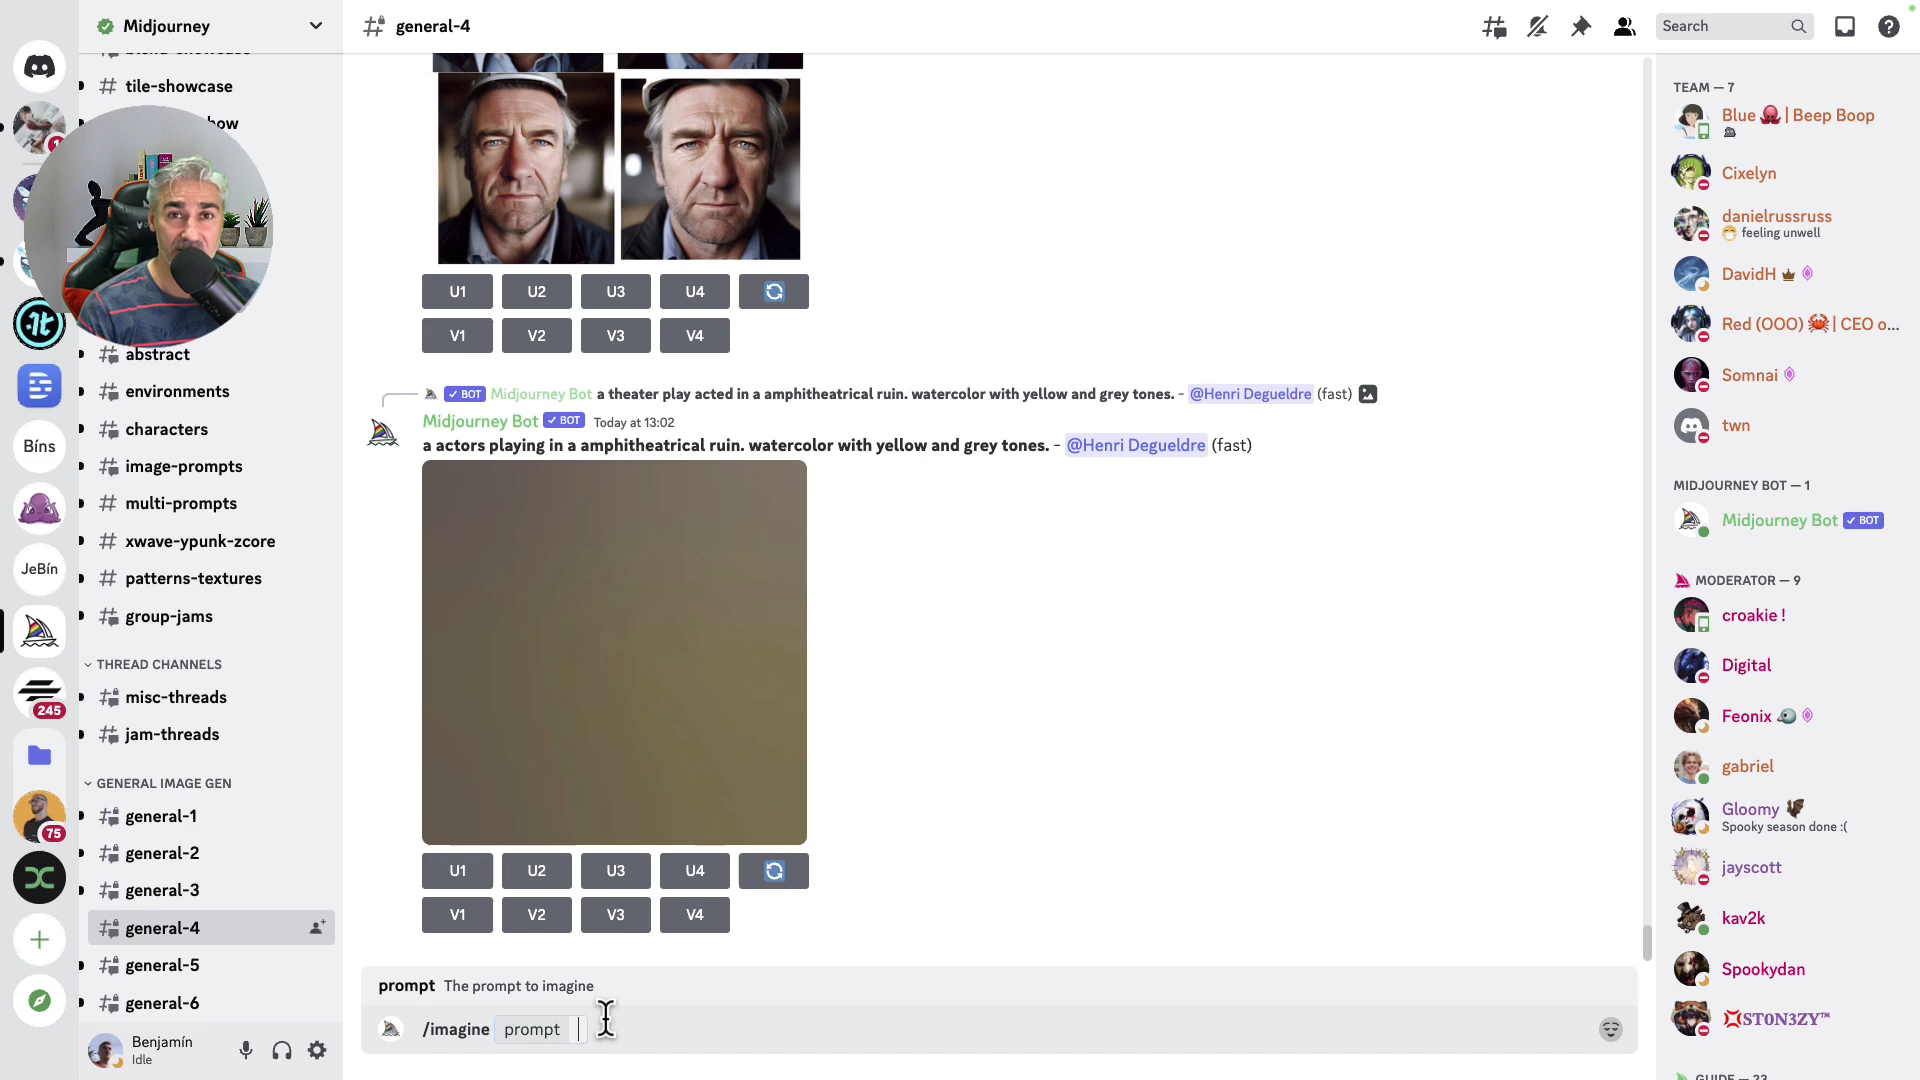 Midjourney
tile-showcase
abstract
environments
characters
image-prompts
multi-prompts
xwave-ypunk-zcore
patterns-textures
group-jams
THREAD CHANNELS
misc-threads
jam-threads
GENERAL IMAGE GEN
general-1
general-2
general-3
general-4
general-5
general-6
Bíns
JeBín
245
75
Benjamín
Idle
general-4
Search
U1 U2 U3 U4
V1 V2 V3 V4
BOT Midjourney Bot a theater play acted in a amphitheatrical ruin. watercolor with yellow and grey tones. - @Henri Degueldre (fast)
Midjourney Bot BOT Today at 13:02
a actors playing in a amphitheatrical ruin. watercolor with yellow and grey tones. - @Henri Degueldre (fast)
U1 U2 U3 U4
V1 V2 V3 V4
prompt The prompt to imagine
/imagine prompt
TEAM — 7
Blue 🐙 | Beep Boop
Cixelyn
danielrussruss
😷 feeling unwell
DavidH
Red (OOO) 🦀 | CEO o...
Somnai
twn
MIDJOURNEY BOT — 1
Midjourney Bot BOT
MODERATOR — 9
croakie !
Digital
Feonix
gabriel
Gloomy 🦇
Spooky season done :(
jayscott
kav2k
Spookydan
💢ST0N3ZY™
GUIDE — 23